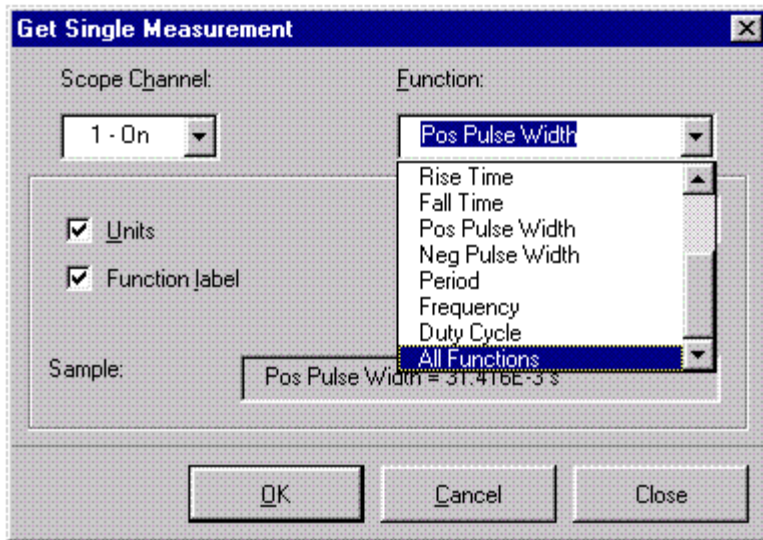 Get Single Measurement
Scope Channel:
Function:
1 - On
Pos Pulse Width
Rise Time
Fall Time
Pos Pulse Width
Neg Pulse Width
Period
Frequency
Duty Cycle
All Functions
Units
Function label
Sample:
Pos Pulse Width = 31.416E-3 s
OK
Cancel
Close